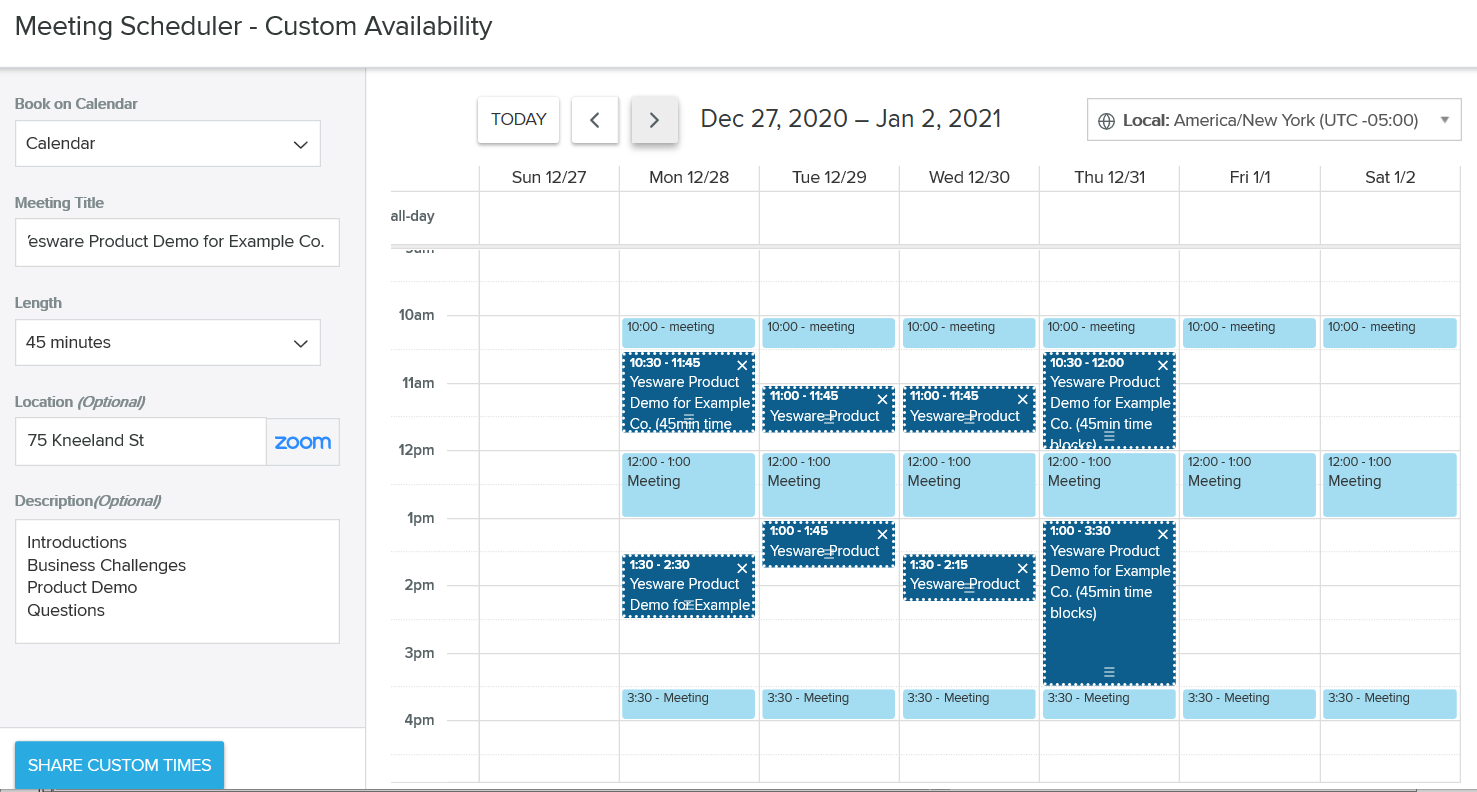 Meeting Scheduler - Custom Availability
Book on Calendar
Calendar
Meeting Title
Yesware Product Demo for Example Co.
Length
45 minutes
Location (Optional)
75 Kneeland St
zoom
Description(Optional)
Introductions
Business Challenges
Product Demo
Questions
SHARE CUSTOM TIMES
TODAY
Dec 27, 2020 – Jan 2, 2021
Local: America/New York (UTC -05:00)
Sun 12/27
Mon 12/28
Tue 12/29
Wed 12/30
Thu 12/31
Fri 1/1
Sat 1/2
all-day
10am
11am
12pm
1pm
2pm
3pm
4pm
10:00 - meeting
10:30 - 11:45
Yesware Product
Demo for Example
Co. (45min time
12:00 - 1:00
Meeting
1:30 - 2:30
Yesware Product
Demo for Example
3:30 - Meeting
10:00 - meeting
11:00 - 11:45
Yesware Product
12:00 - 1:00
Meeting
1:00 - 1:45
Yesware Product
3:30 - Meeting
10:00 - meeting
11:00 - 11:45
Yesware Product
12:00 - 1:00
Meeting
1:30 - 2:15
Yesware Product
3:30 - Meeting
10:00 - meeting
10:30 - 12:00
Yesware Product
Demo for Example
Co. (45min time
blocks)
12:00 - 1:00
Meeting
1:00 - 3:30
Yesware Product
Demo for Example
Co. (45min time
blocks)
3:30 - Meeting
10:00 - meeting
12:00 - 1:00
Meeting
3:30 - Meeting
10:00 - meeting
12:00 - 1:00
Meeting
3:30 - Meeting